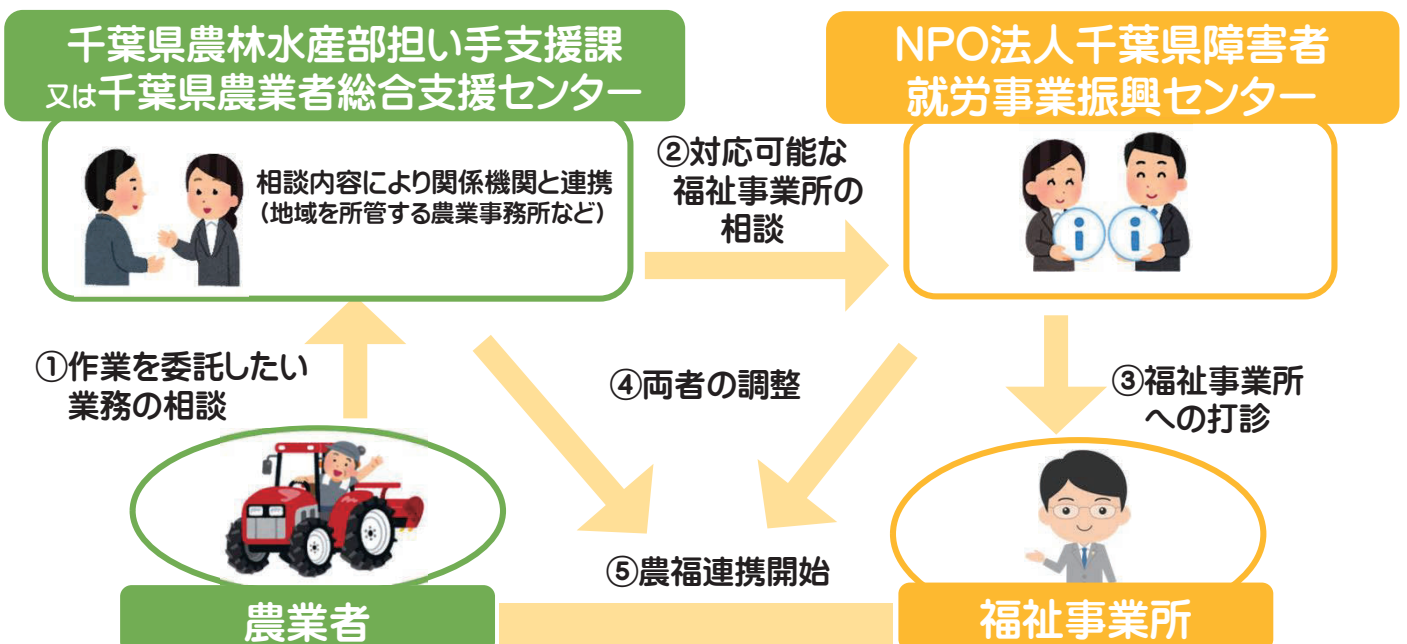 千葉県農林水産部担い手支援課
又は千葉県農業者総合支援センター
NPO法人千葉県障害者
就労事業振興センター
相談内容により関係機関と連携
（地域を所管する農業事務所など）
②対応可能な
福祉事業所の
相談
①作業を委託したい
業務の相談
④両者の調整
③福祉事業所
への打診
⑤農福連携開始
農業者
福祉事業所